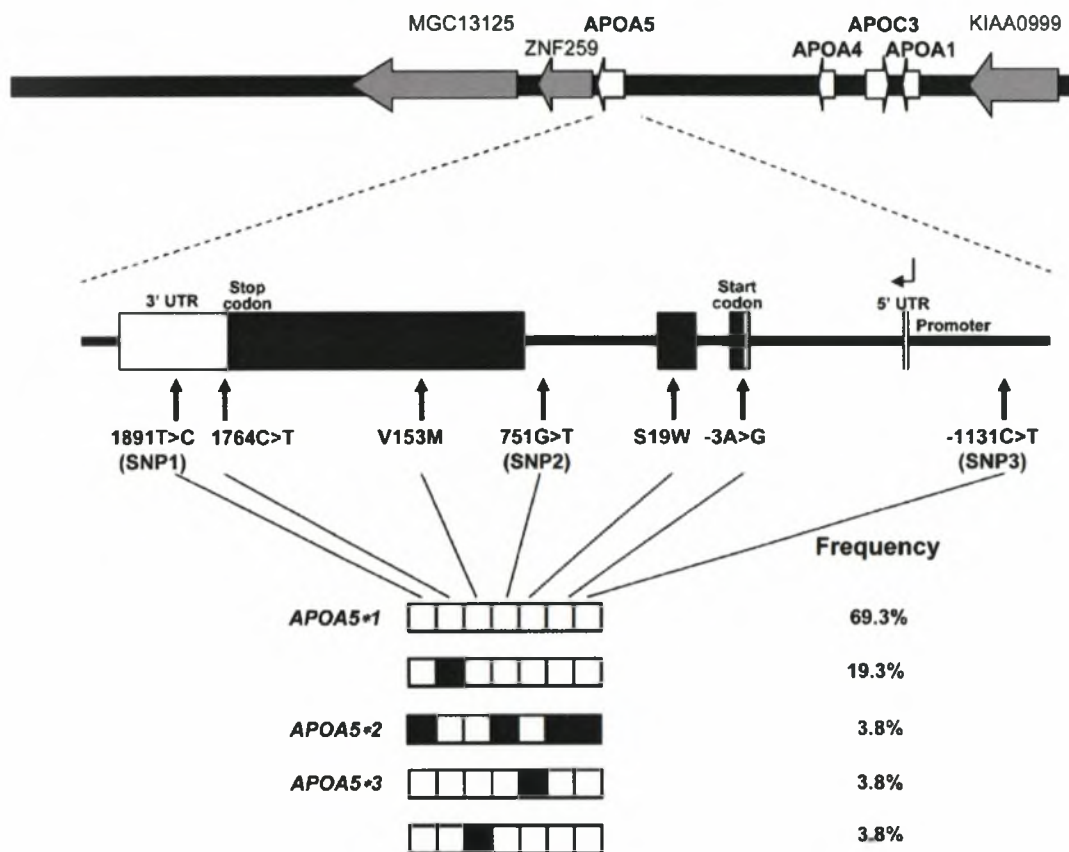 MGC13125
ZNF259
APOA5
APOA4
APOC3
APOA1
KIAA0999
3' UTR
Stop
codon
Start
codon
5' UTR
Promoter
1891T>C
(SNP1)
1764C>T
V153M
751G>T
(SNP2)
S19W
-3A>G
-1131C>T
(SNP3)
Frequency
APOA5*1
69.3%
19.3%
APOA5*2
3.8%
APOA5*3
3.8%
3.8%